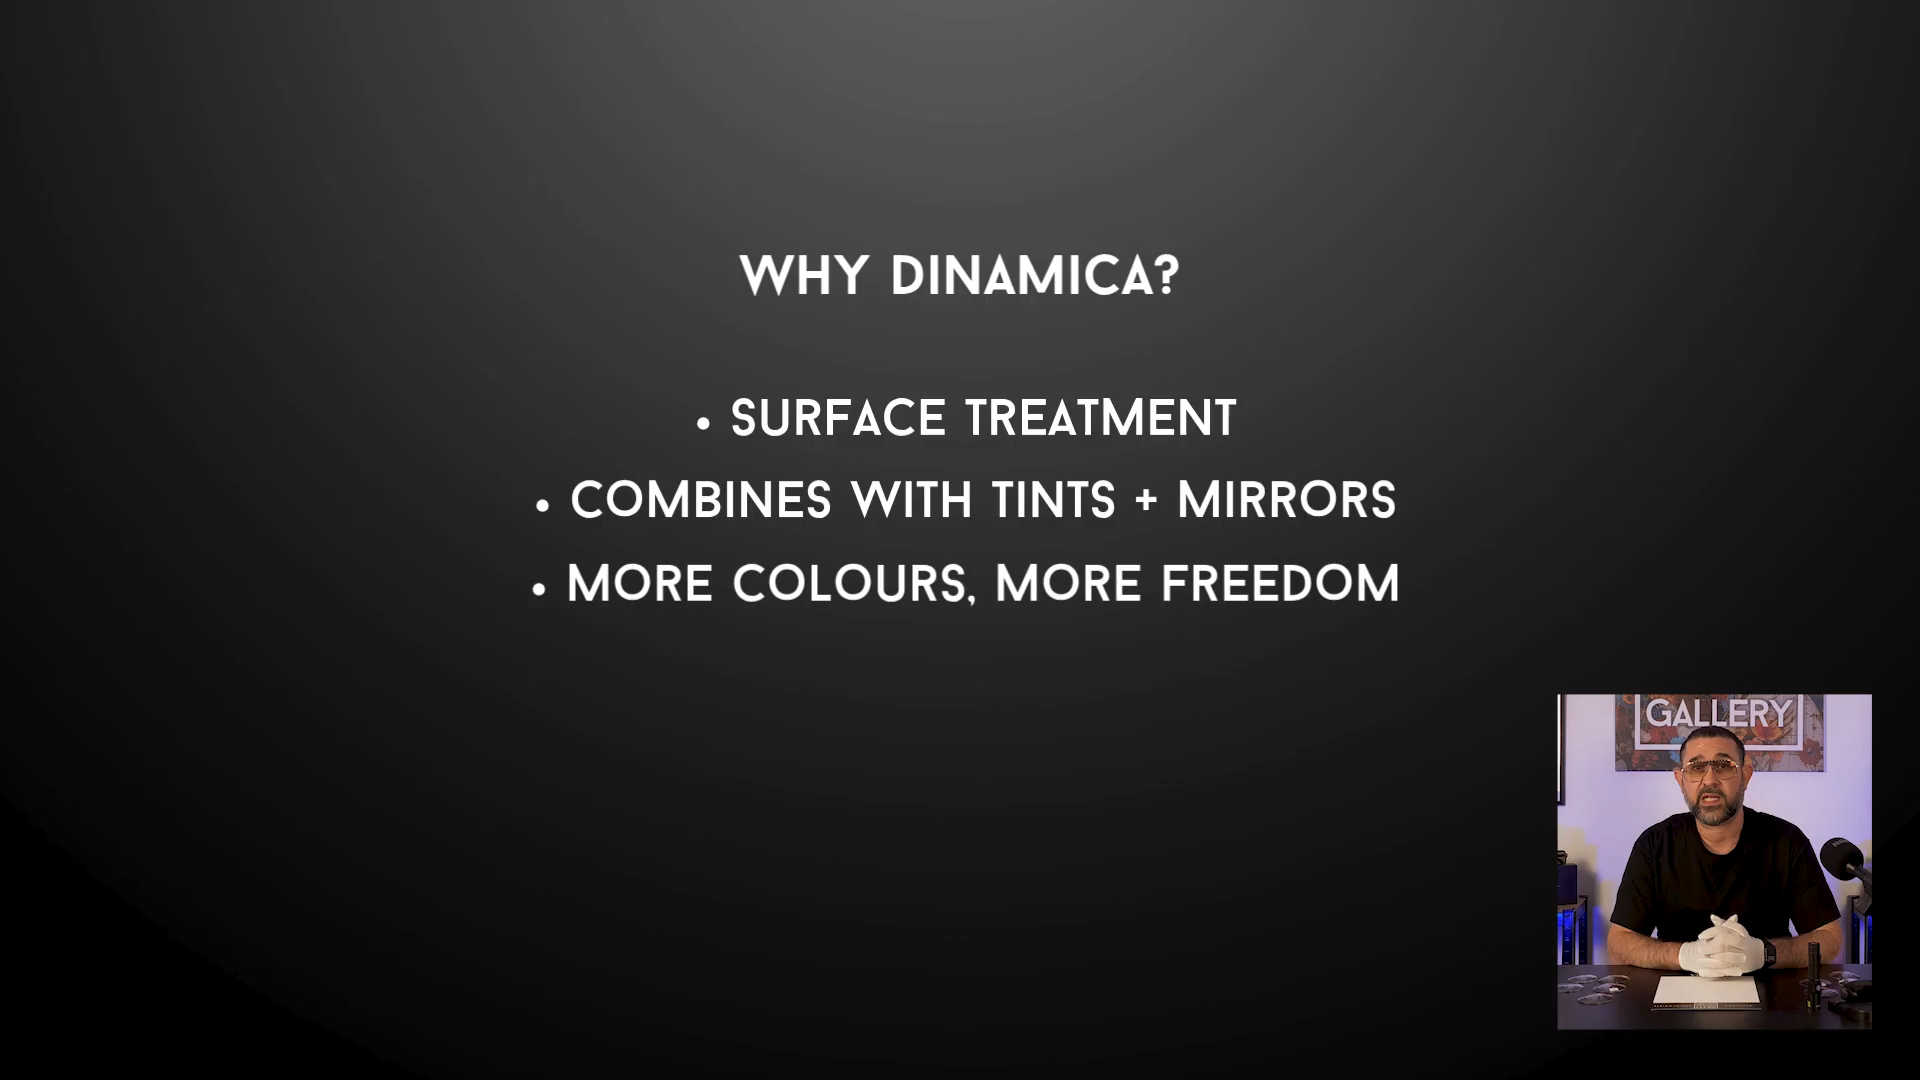 WHY DINAMICA?
• SURFACE TREATMENT
• COMBINES WITH TINTS + MIRRORS
• MORE COLOURS, MORE FREEDOM
GALLERY